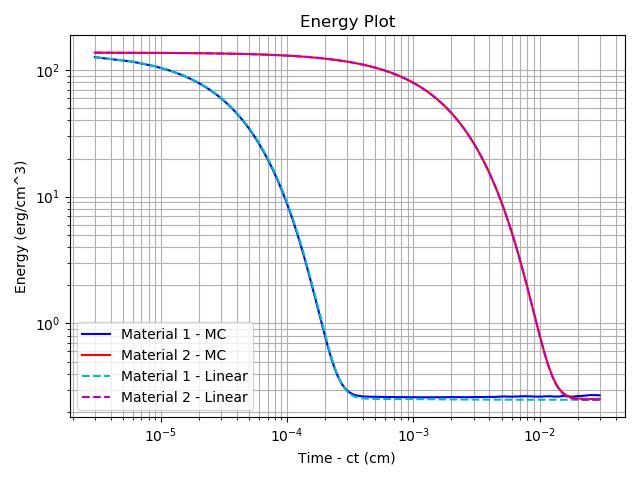 Energy Plot
Energy (erg/cm^3)
10²
10¹
10⁰
Material 1 - MC
Material 2 - MC
Material 1 - Linear
Material 2 - Linear
10⁻⁵
10⁻⁴
10⁻³
10⁻²
Time - ct (cm)